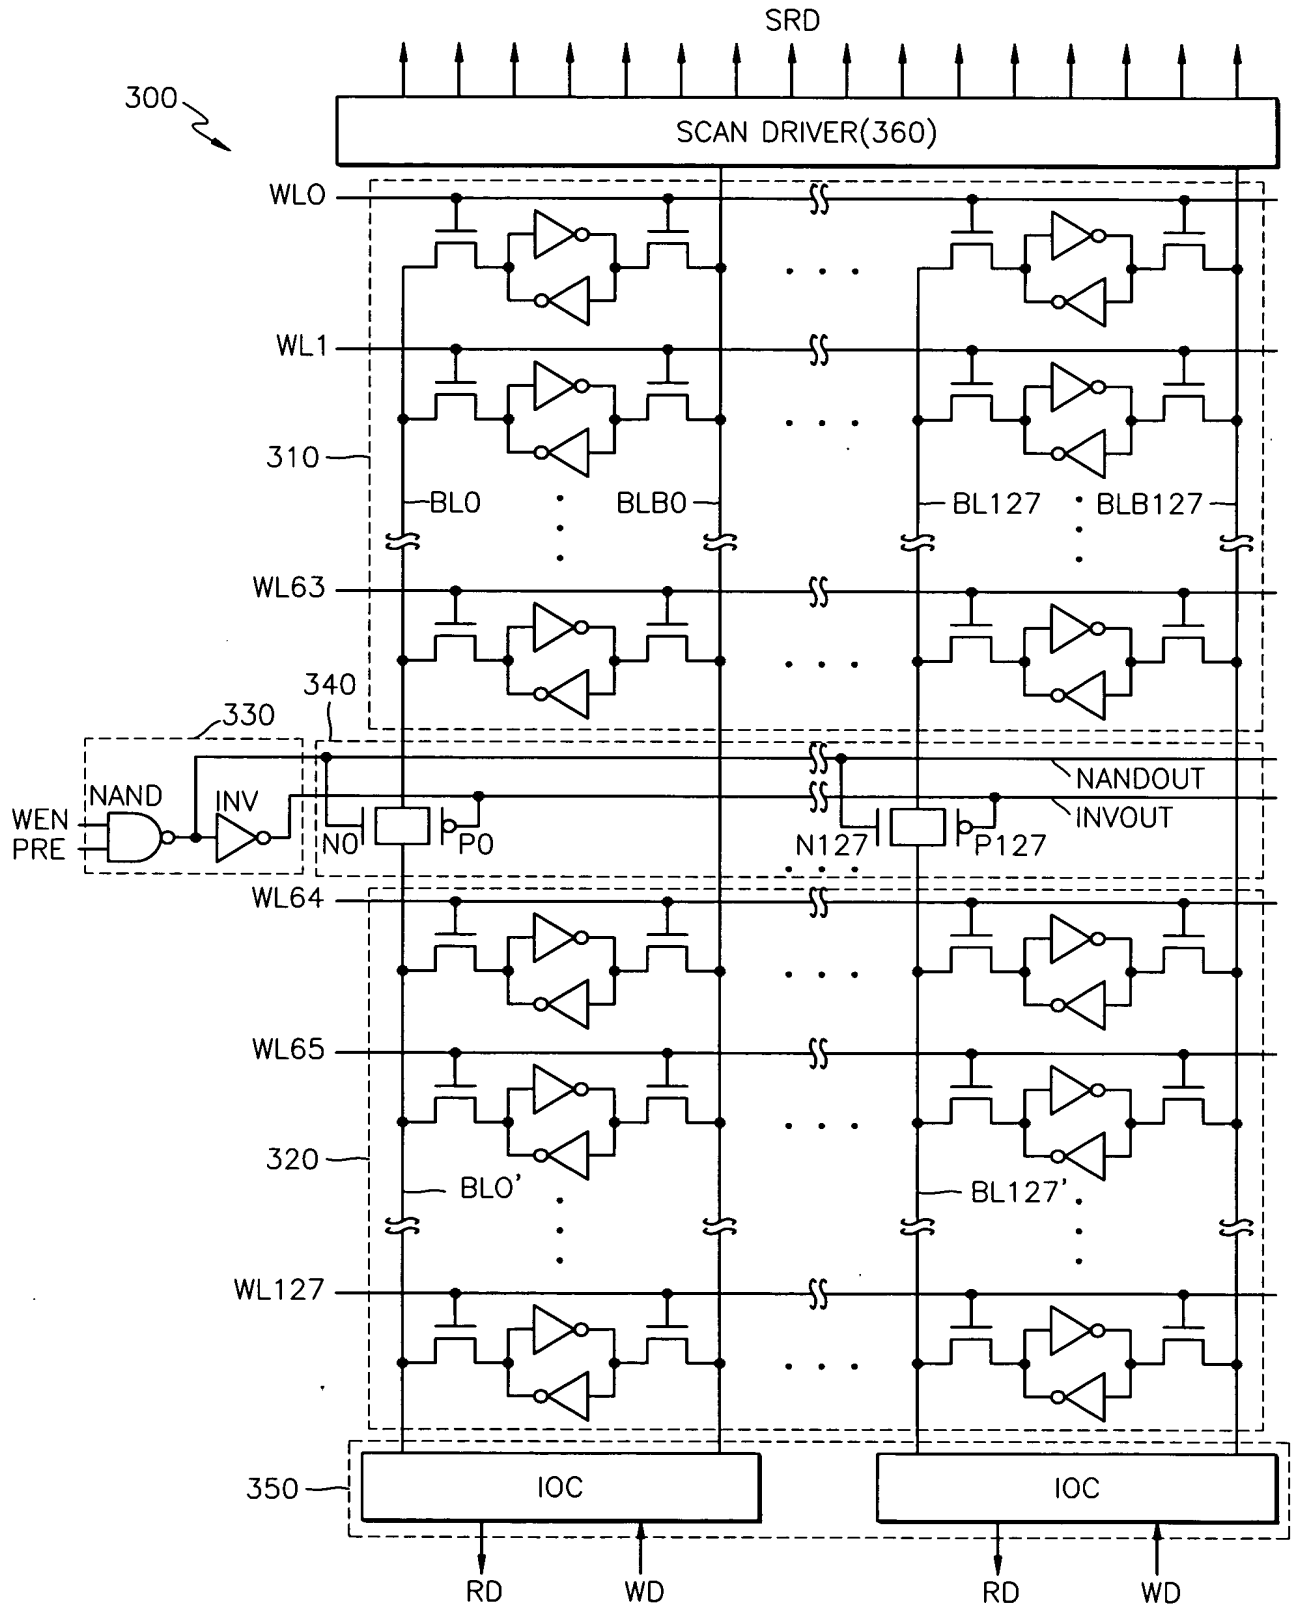 SRD
300
SCAN DRIVER(360)
WL0
WL1
310
BL0
BLB0
BL127
BLB127
WL63
340
330
NANDOUT
NAND
INV
INVOUT
WEN
PRE
N0
P0
N127
P127
WL64
WL65
320
BL0'
BL127'
WL127
350
IOC
IOC
RD
WD
RD
WD